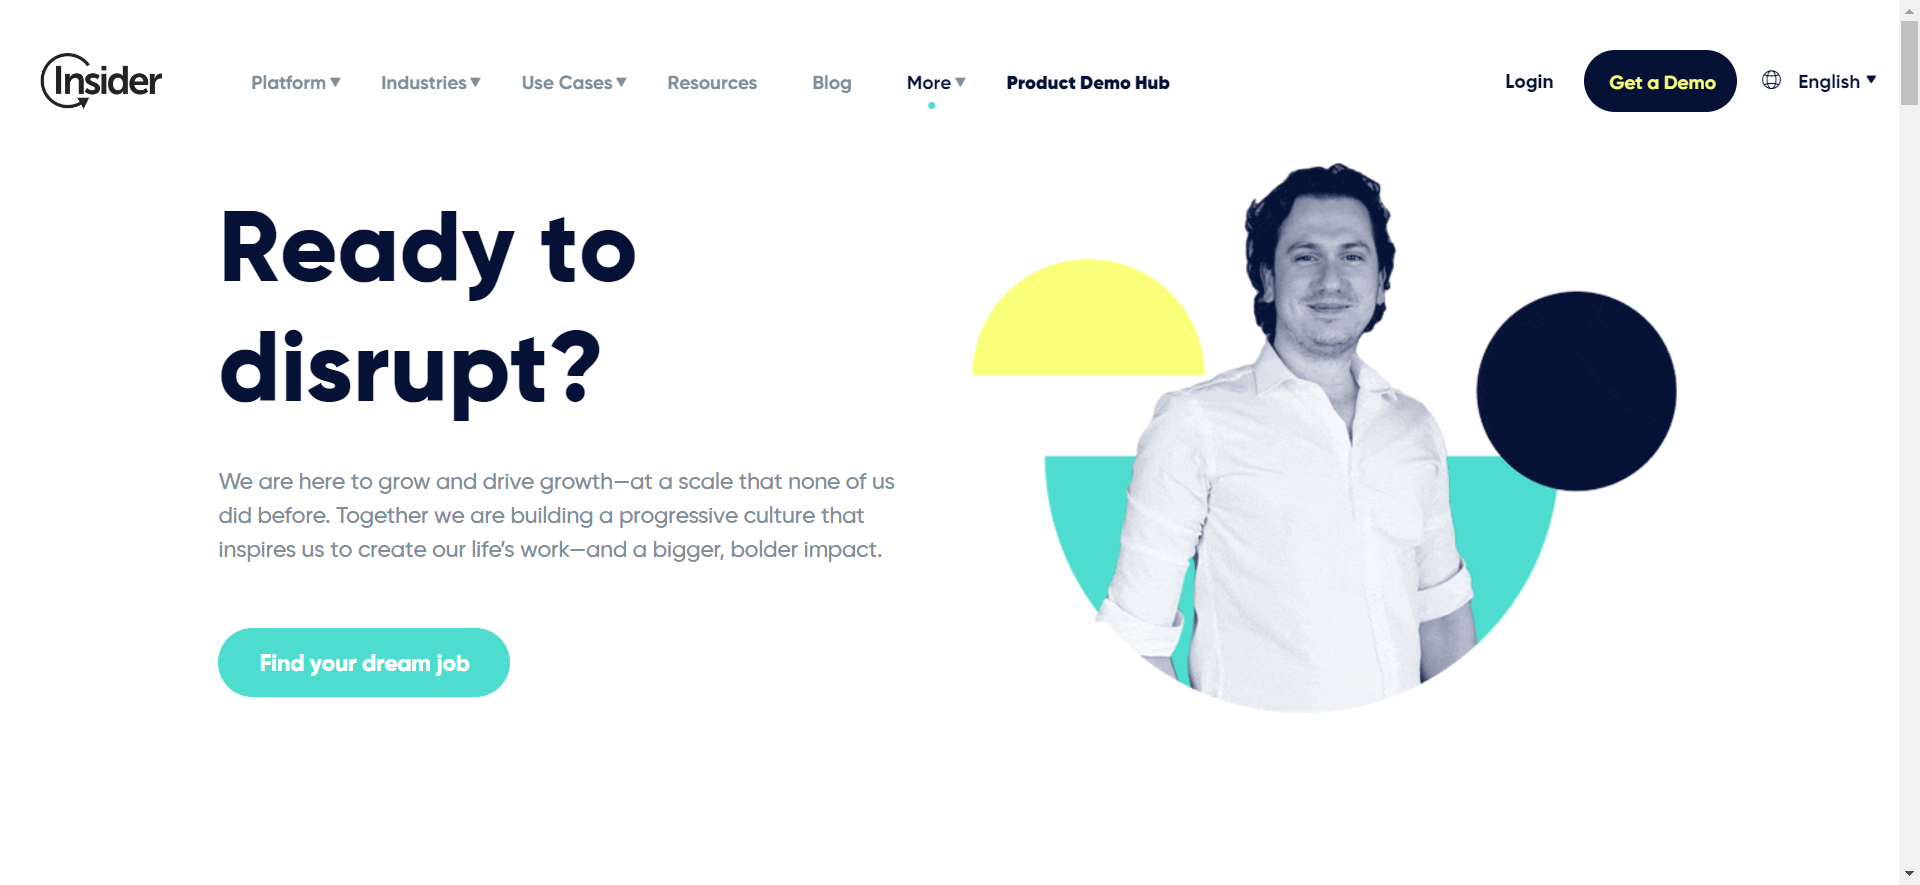 Insider
Platform ▼ Industries ▼ Use Cases ▼ Resources Blog More ▼ Product Demo Hub
Login Get a Demo English ▼
Ready to
disrupt?
We are here to grow and drive growth—at a scale that none of us
did before. Together we are building a progressive culture that
inspires us to create our life’s work—and a bigger, bolder impact.
Find your dream job